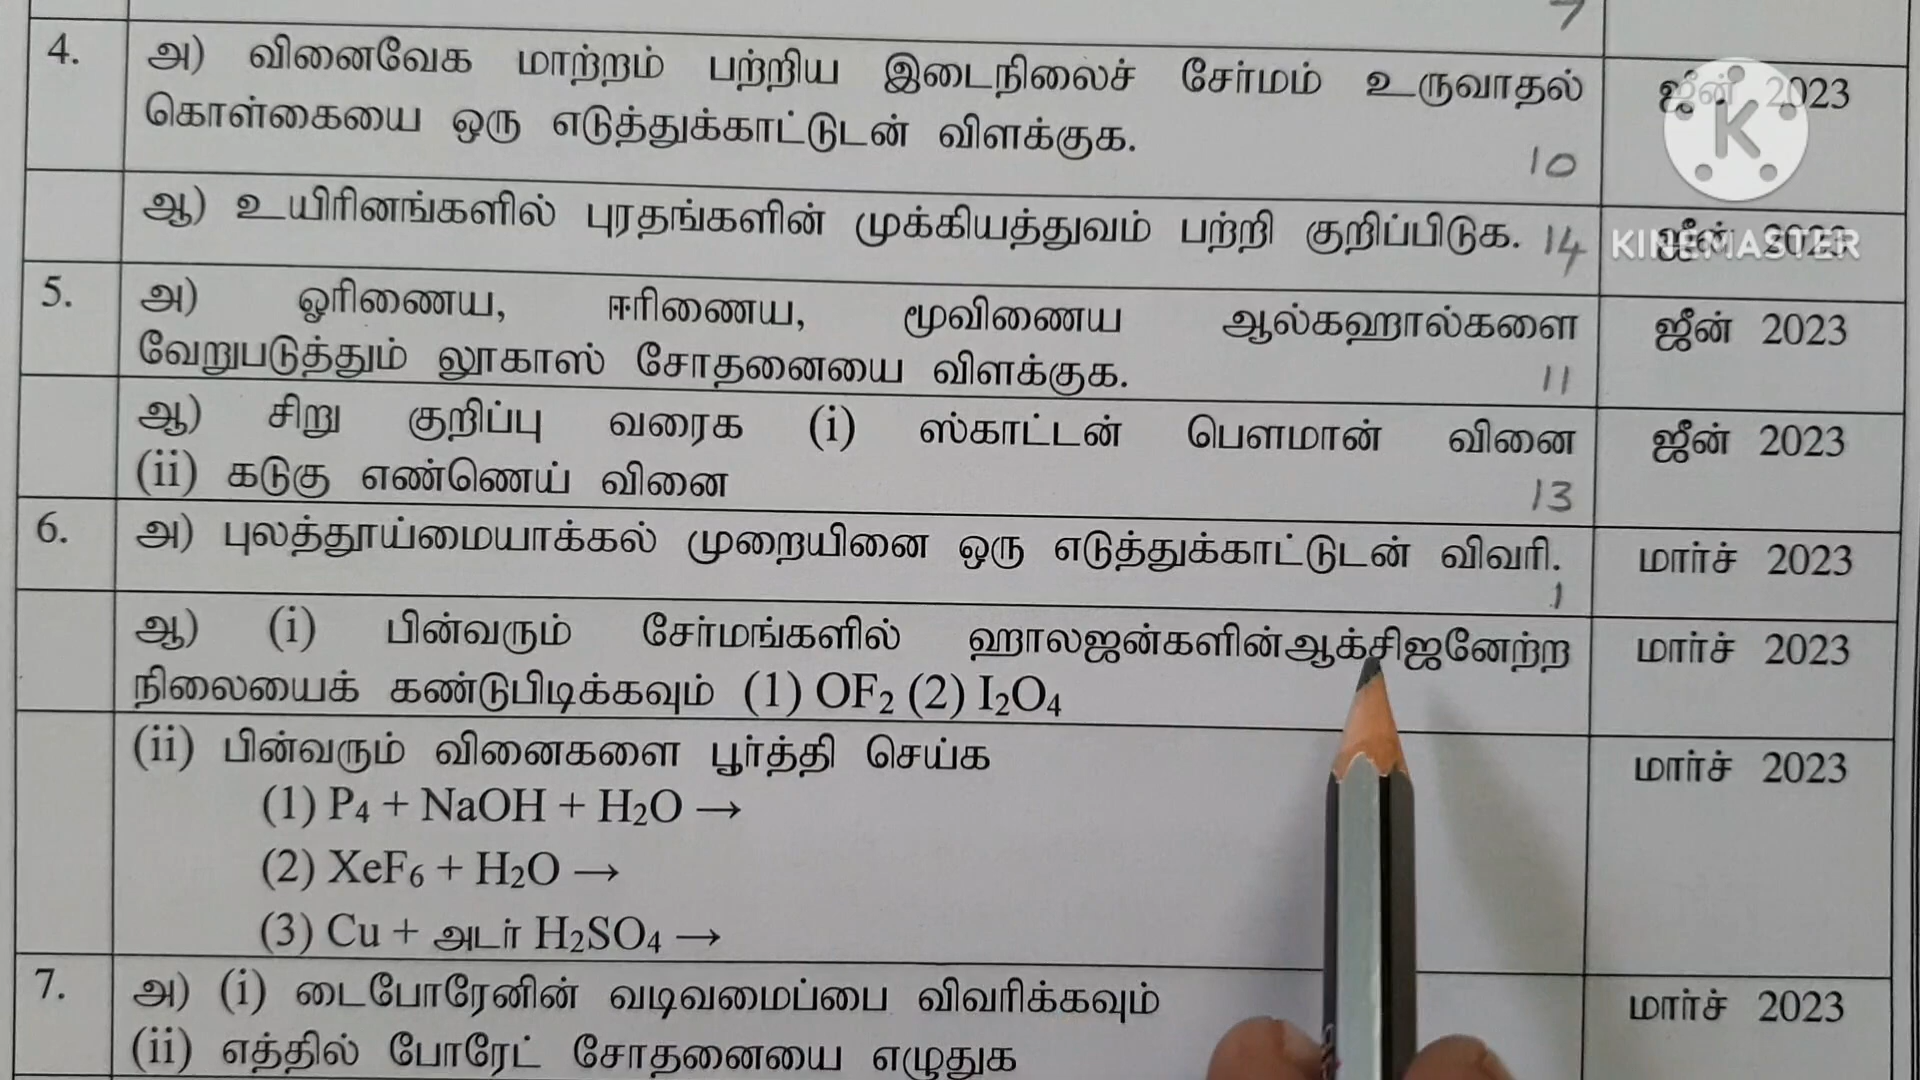 7
4. அ) வினைவேக மாற்றம் பற்றிய இடைநிலைச் சேர்மம் உருவாதல் ஜீன் 2023
கொள்கையை ஒரு எடுத்துக்காட்டுடன் விளக்குக. 10
ஆ) உயிரினங்களில் புரதங்களின் முக்கியத்துவம் பற்றி குறிப்பிடுக. 14 ஜீன் 2023
K
KINEMASTER
5. அ) ஓரிணைய, ஈரிணைய, மூவிணைய ஆல்கஹால்களை ஜீன் 2023
வேறுபடுத்தும் லூகாஸ் சோதனையை விளக்குக. 11
ஆ) சிறு குறிப்பு வரைக (i) ஸ்காட்டன் பௌமான் வினை ஜீன் 2023
(ii) கடுகு எண்ணெய் வினை 13
6. அ) புலத்தூய்மையாக்கல் முறையினை ஒரு எடுத்துக்காட்டுடன் விவரி. மார்ச் 2023
1
ஆ) (i) பின்வரும் சேர்மங்களில் ஹாலஜன்களின்ஆக்சிஜனேற்ற மார்ச் 2023
நிலையைக் கண்டுபிடிக்கவும் (1) OF₂ (2) I₂O₄
(ii) பின்வரும் வினைகளை பூர்த்தி செய்க மார்ச் 2023
(1) P₄ + NaOH + H₂O →
(2) XeF₆ + H₂O →
(3) Cu + அடர் H₂SO₄ →
7. அ) (i) டைபோரேனின் வடிவமைப்பை விவரிக்கவும் மார்ச் 2023
(ii) எத்தில் போரேட் சோதனையை எழுதுக